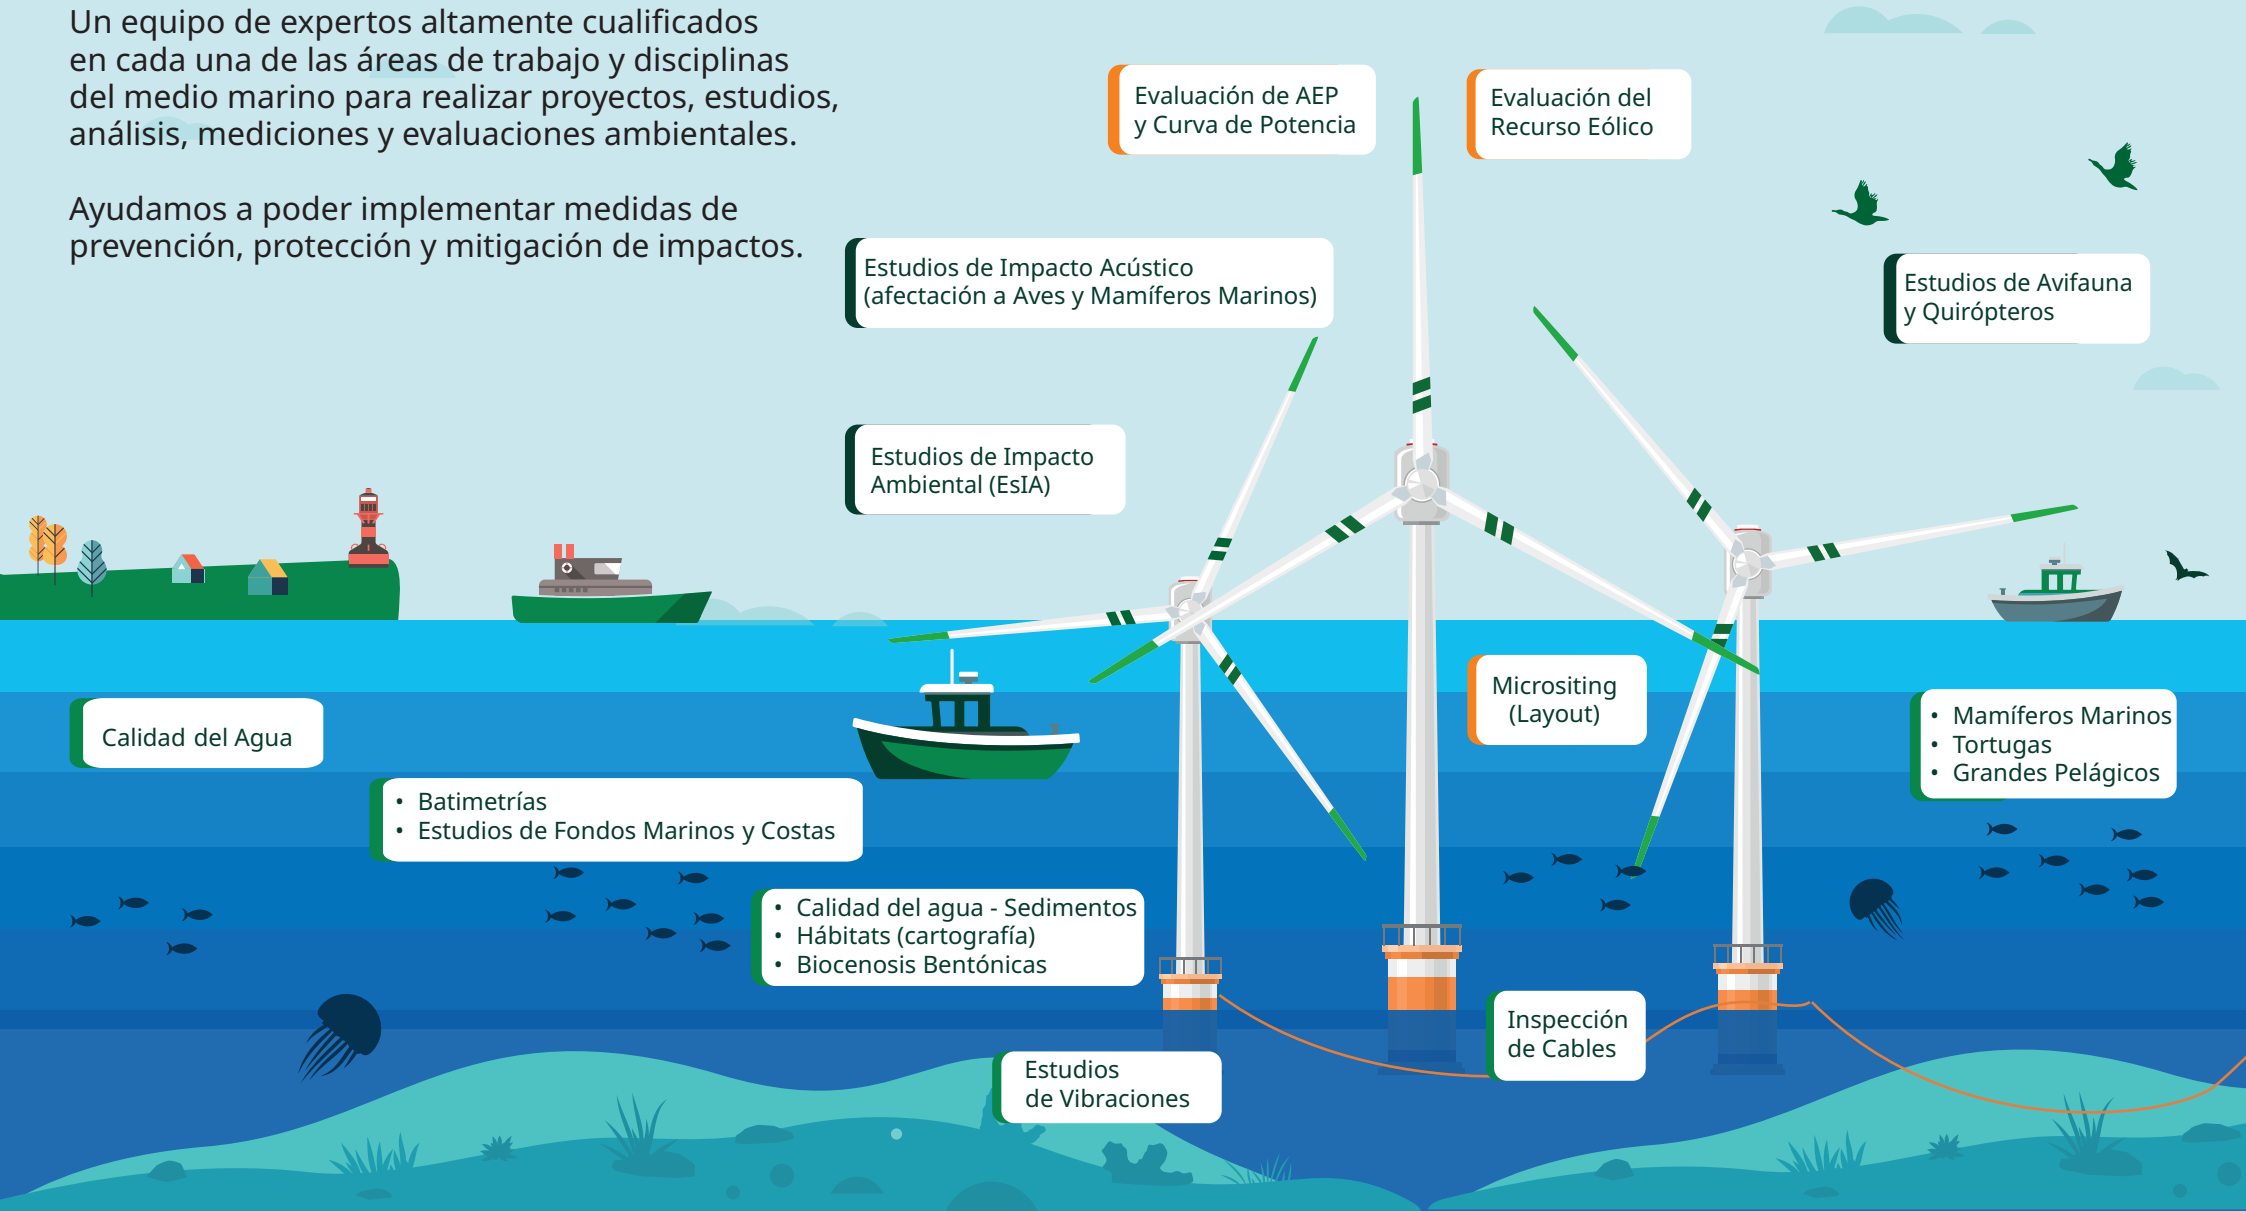 Un equipo de expertos altamente cualificados
en cada una de las áreas de trabajo y disciplinas
del medio marino para realizar proyectos, estudios,
análisis, mediciones y evaluaciones ambientales.
Ayudamos a poder implementar medidas de
prevención, protección y mitigación de impactos.
Evaluación de AEP
y Curva de Potencia
Evaluación del
Recurso Eólico
Estudios de Impacto Acústico
(afectación a Aves y Mamíferos Marinos)
Estudios de Avifauna
y Quirópteros
Estudios de Impacto
Ambiental (EsIA)
Micrositing
(Layout)
Calidad del Agua
• Mamíferos Marinos
• Tortugas
• Grandes Pelágicos
• Batimetrías
• Estudios de Fondos Marinos y Costas
• Calidad del agua - Sedimentos
• Hábitats (cartografía)
• Biocenosis Bentónicas
Inspección
de Cables
Estudios
de Vibraciones